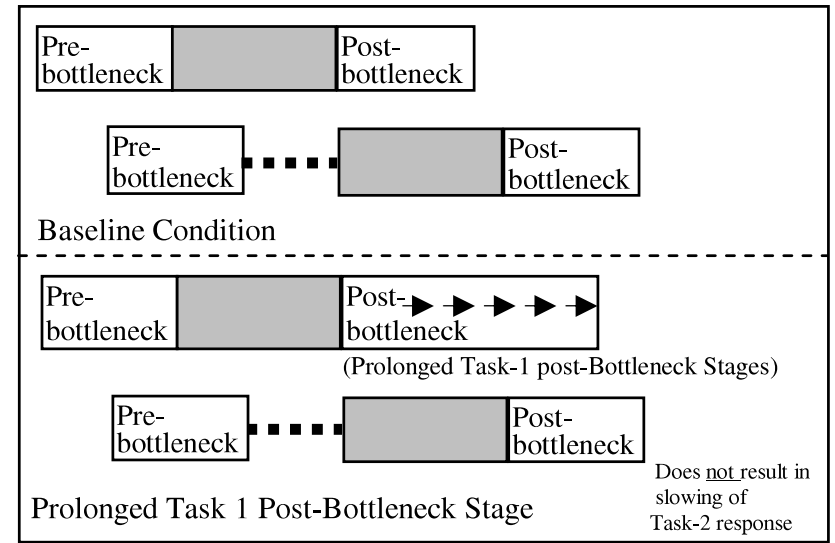 Pre-
bottleneck
Post-
bottleneck
Pre-
bottleneck
Post-
bottleneck
Baseline Condition
Pre-
bottleneck
Post-
bottleneck
(Prolonged Task-1 post-Bottleneck Stages)
Pre-
bottleneck
Post-
bottleneck
Does not result in
slowing of
Task-2 response
Prolonged Task 1 Post-Bottleneck Stage